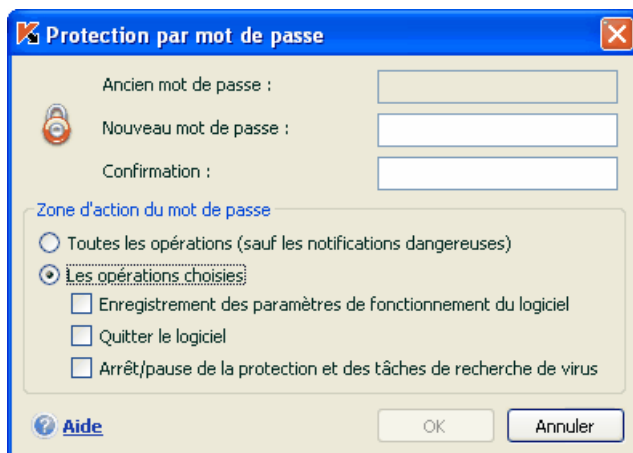 Protection par mot de passe
Ancien mot de passe :
Nouveau mot de passe :
Confirmation :
Zone d'action du mot de passe
Toutes les opérations (sauf les notifications dangereuses)
Les opérations choisies
Enregistrement des paramètres de fonctionnement du logiciel
Quitter le logiciel
Arrêt/pause de la protection et des tâches de recherche de virus
Aide OK Annuler